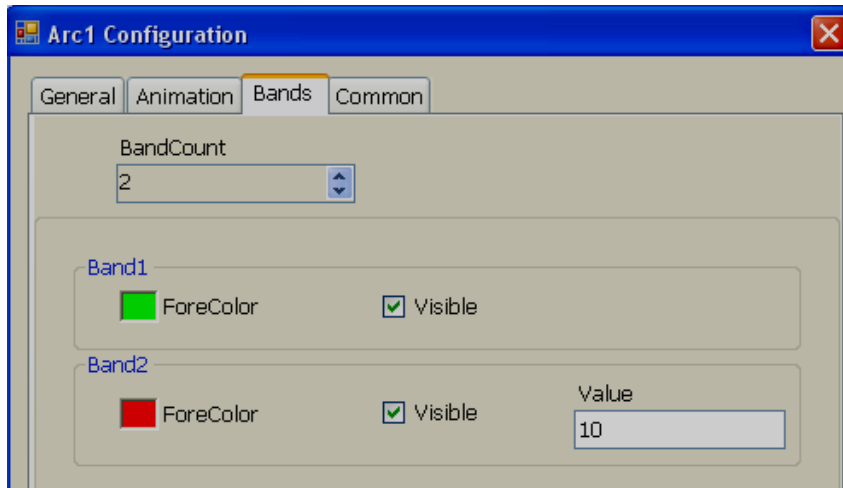 Arc1 Configuration
General Animation Bands Common
BandCount
2
Band1
ForeColor Visible
Band2
ForeColor Visible
Value
10